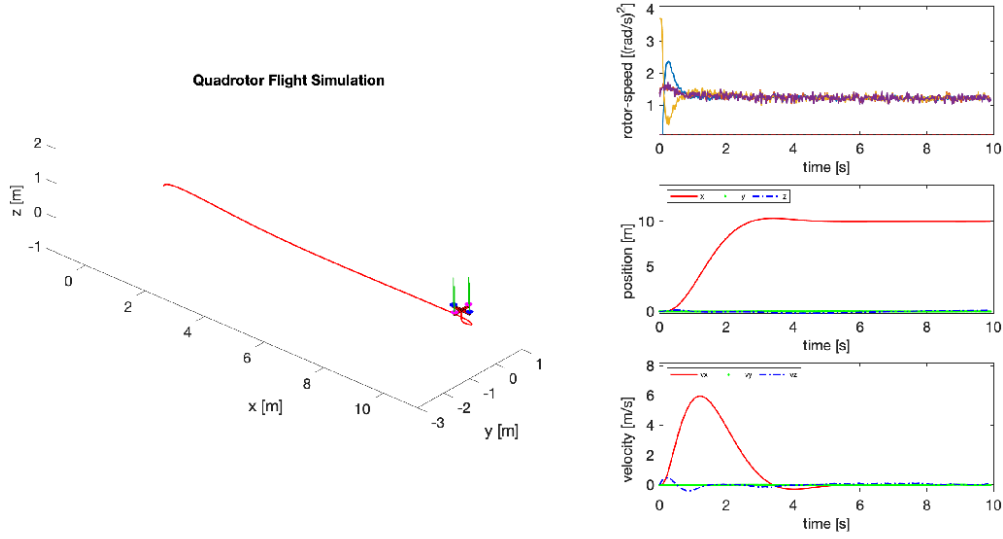 Quadrotor Flight Simulation
2
1
0
-1
z [m]
0
2
4
6
8
10
x [m]
-3
-2
-1
0
1
y [m]
4
3
2
1
rotor-speed [(rad/s)²]
0 2 4 6 8 10
time [s]
x y z
10
5
0
position [m]
0 2 4 6 8 10
time [s]
vx vy vz
8
6
4
2
0
velocity [m/s]
0 2 4 6 8 10
time [s]